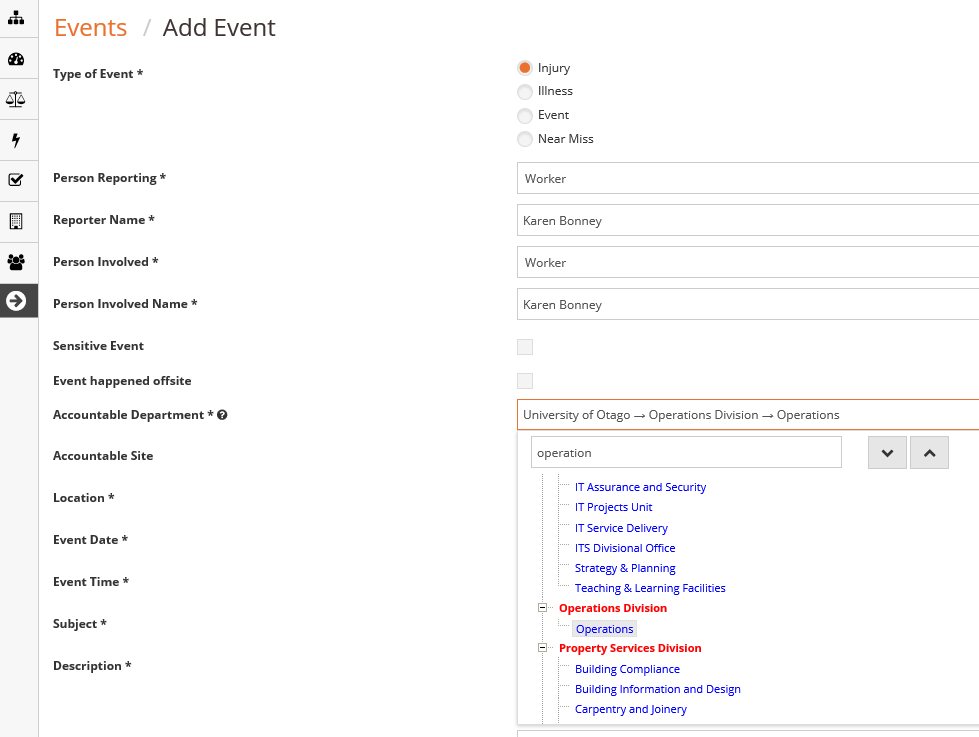 Events / Add Event
Type of Event *
Injury
Illness
Event
Near Miss
Person Reporting *
Worker
Reporter Name *
Karen Bonney
Person Involved *
Worker
Person Involved Name *
Karen Bonney
Sensitive Event
Event happened offsite
Accountable Department *
University of Otago → Operations Division → Operations
operation
Accountable Site
Location *
Event Date *
Event Time *
Subject *
Description *
IT Assurance and Security
IT Projects Unit
IT Service Delivery
ITS Divisional Office
Strategy & Planning
Teaching & Learning Facilities
Operations Division
Operations
Property Services Division
Building Compliance
Building Information and Design
Carpentry and Joinery